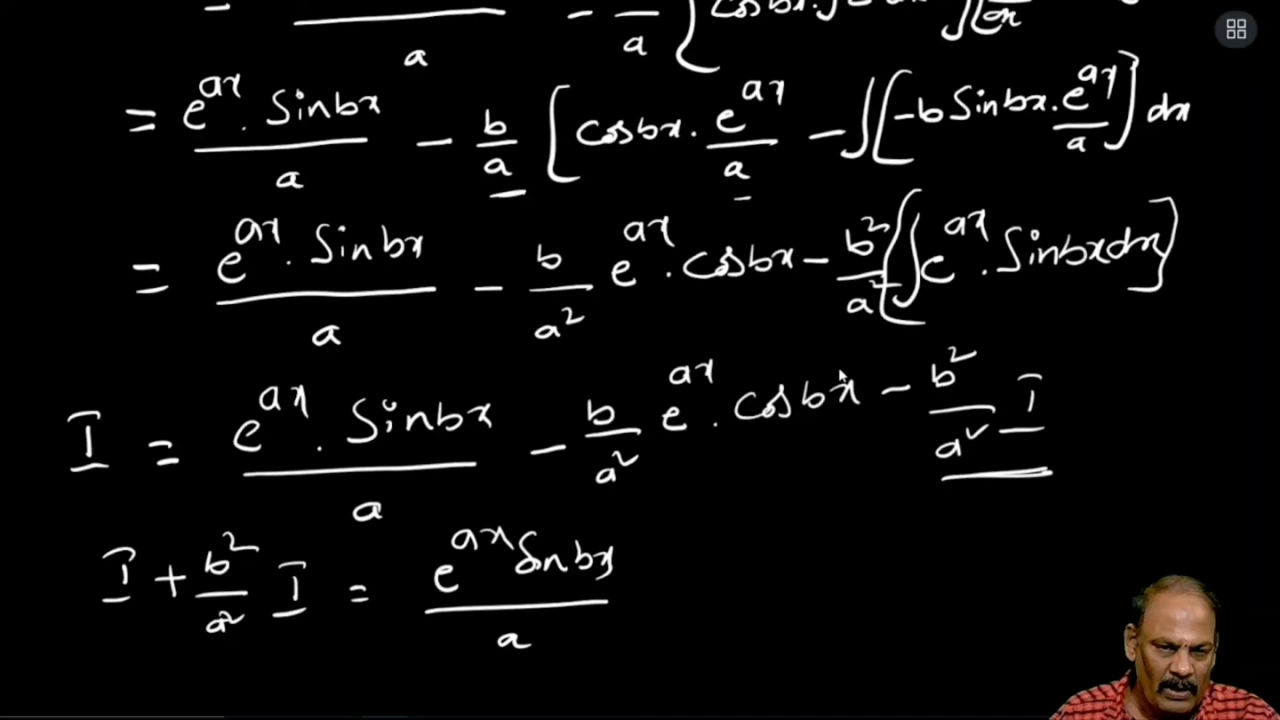 = e^{ax} . Sinbx / a - b/a [ cosbx . e^{ax}/a - ∫ [ -b Sinbx . e^{ax}/a ] dx
= e^{ax} . Sinbx / a - b/a² e^{ax} . cosbx - b²/a² { ∫ e^{ax} . Sinbx dx }
I = e^{ax} . Sinbx / a - b/a² e^{ax} . cosbx - b²/a² I
I + b²/a² I = e^{ax} Sinbx / a